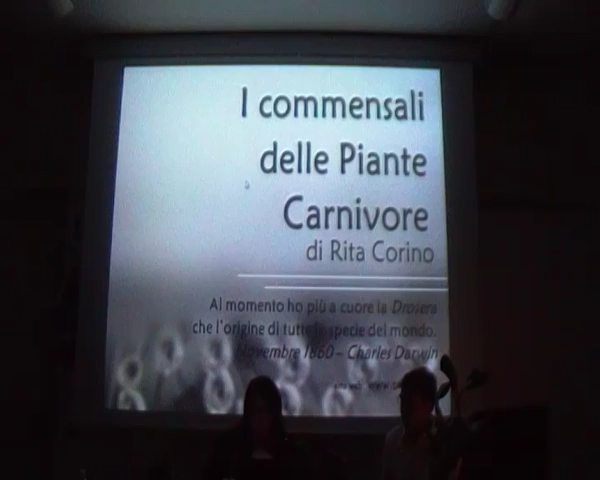 I commensali
delle Piante
Carnivore
di Rita Corino
Al momento ho più a cuore la Drosera
che l'origine di tutte le specie del mondo.
Novembre 1860 – Charles Darwin